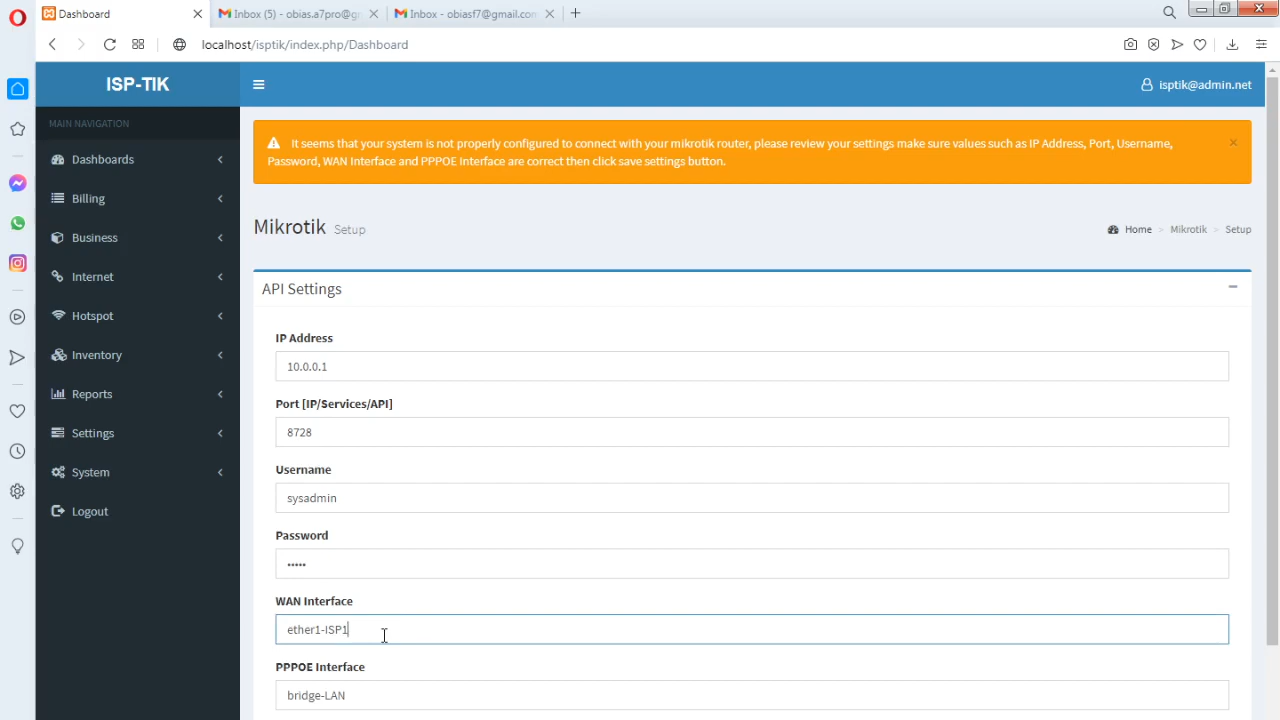 Dashboard
Inbox (5) - obias.a7pro@g
Inbox - obiasf7@gmail.con
localhost/isptik/index.php/Dashboard
ISP-TIK
isptik@admin.net
MAIN NAVIGATION
Dashboards
Billing
Business
Internet
Hotspot
Inventory
Reports
Settings
System
Logout
It seems that your system is not properly configured to connect with your mikrotik router, please review your settings make sure values such as IP Address, Port, Username,
Password, WAN Interface and PPPOE Interface are correct then click save settings button.
Mikrotik Setup
Home > Mikrotik > Setup
API Settings
IP Address
10.0.0.1
Port [IP/Services/API]
8728
Username
sysadmin
Password
•••••
WAN Interface
ether1-ISP1
PPPOE Interface
bridge-LAN